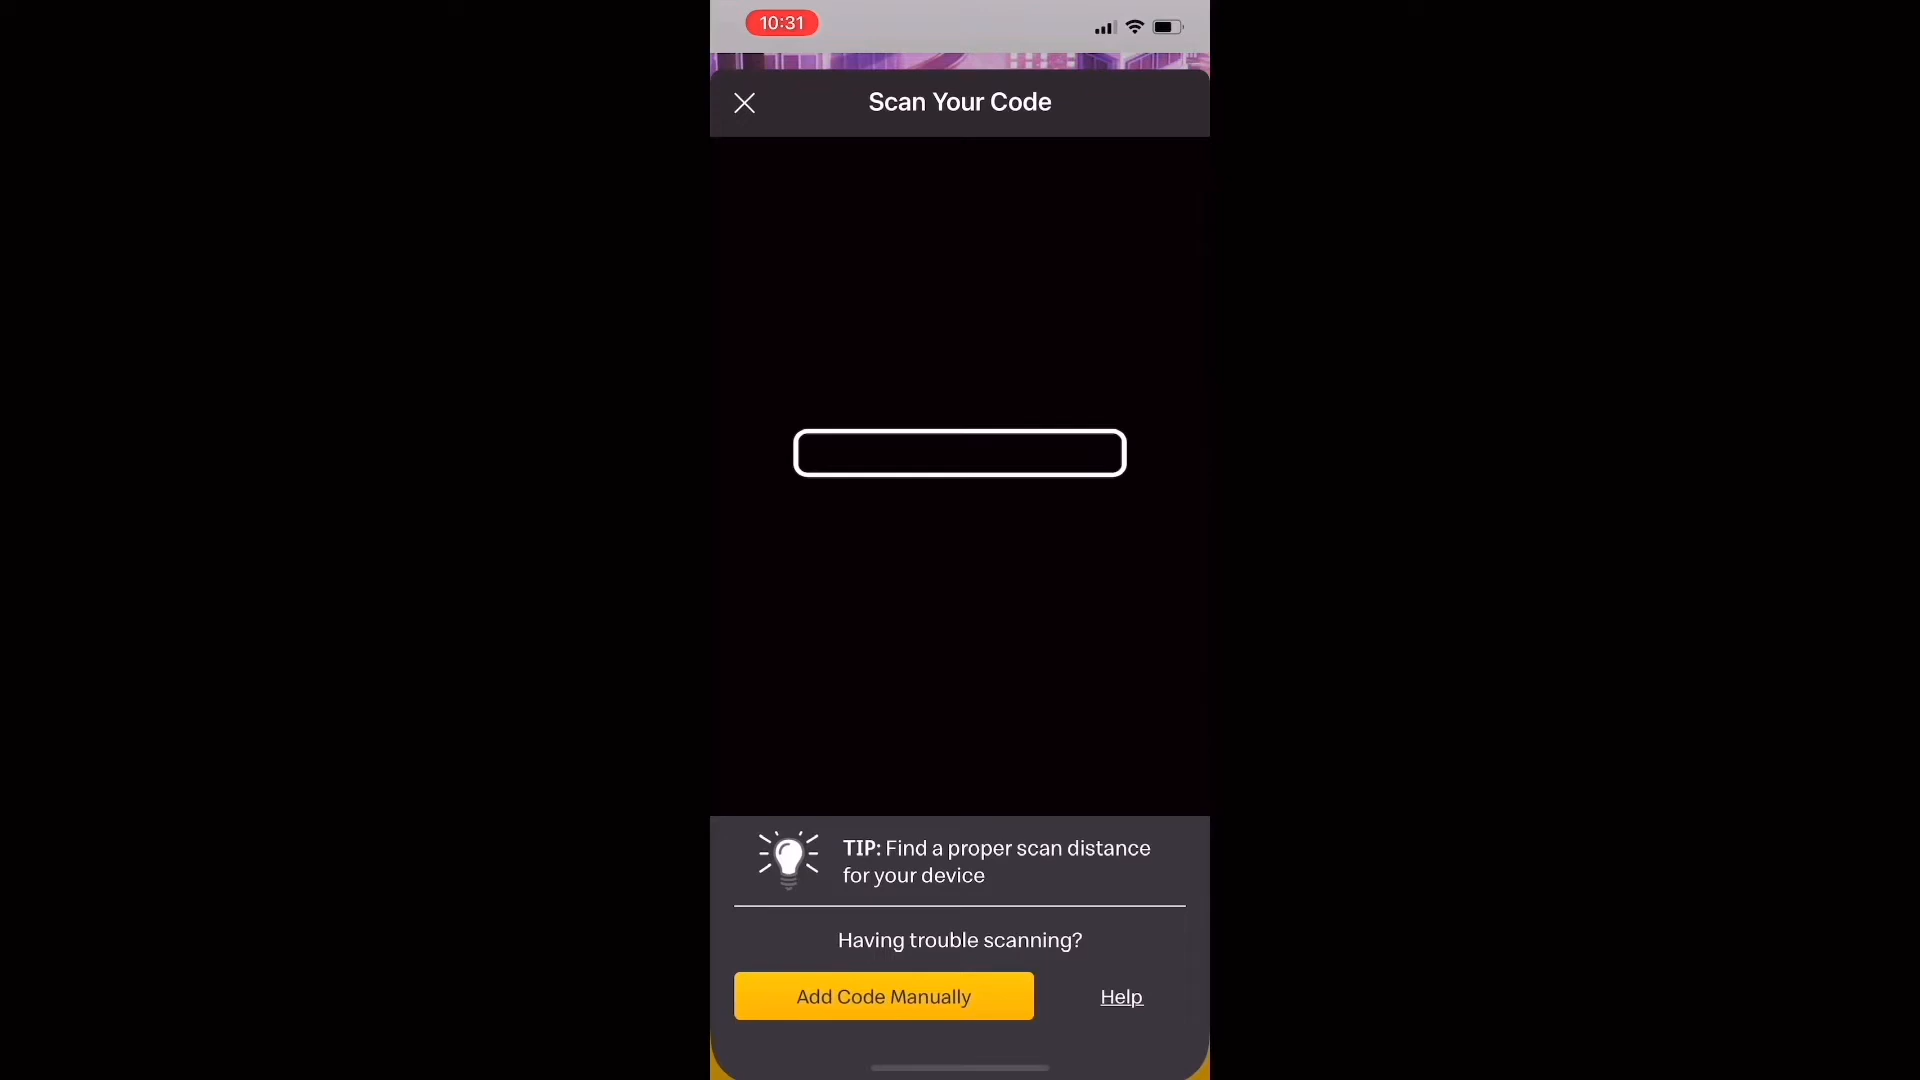 10:31
Scan Your Code
TIP: Find a proper scan distance
for your device
Having trouble scanning?
Add Code Manually
Help